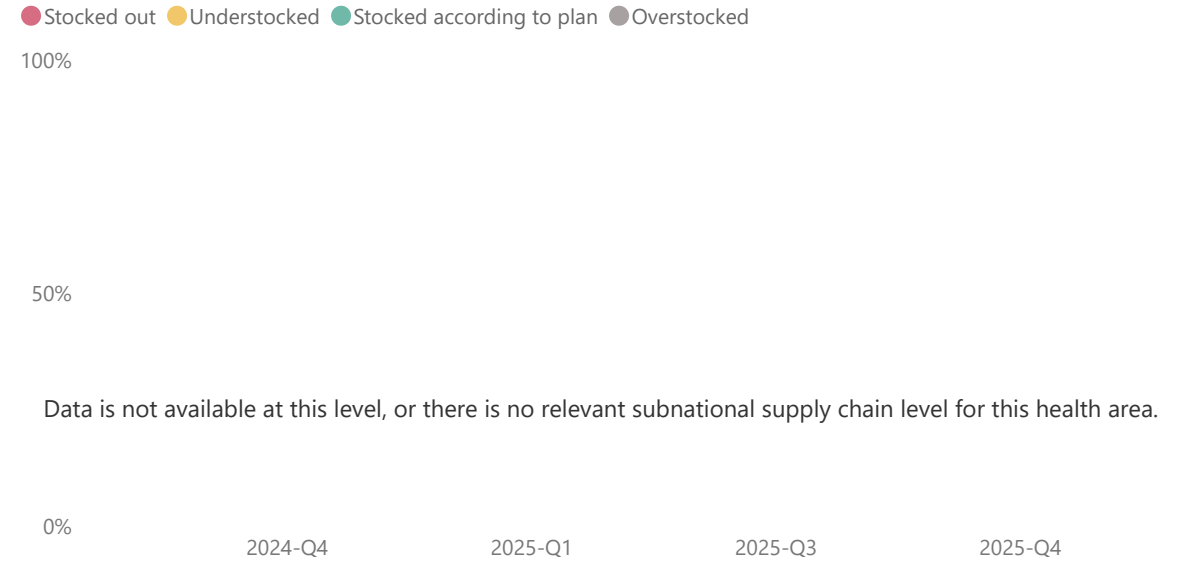 Stocked out Understocked Stocked according to plan Overstocked
100%
50%
Data is not available at this level, or there is no relevant subnational supply chain level for this health area.
0%
2024-Q4 2025-Q1 2025-Q3 2025-Q4